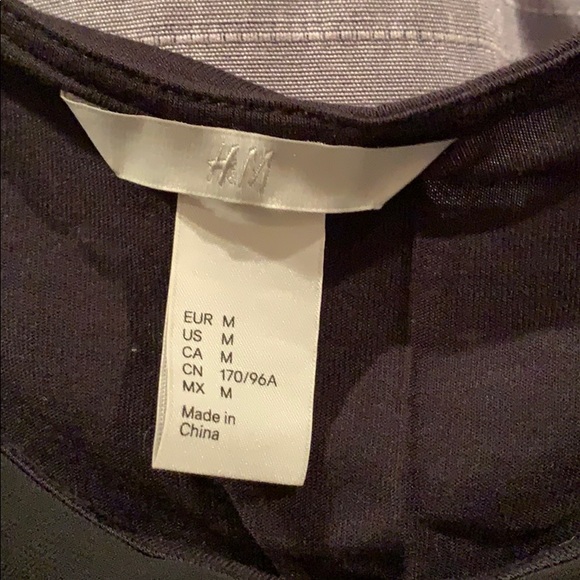 H&M
EUR M
US M
CA M
CN 170/96A
MX M
Made in
China